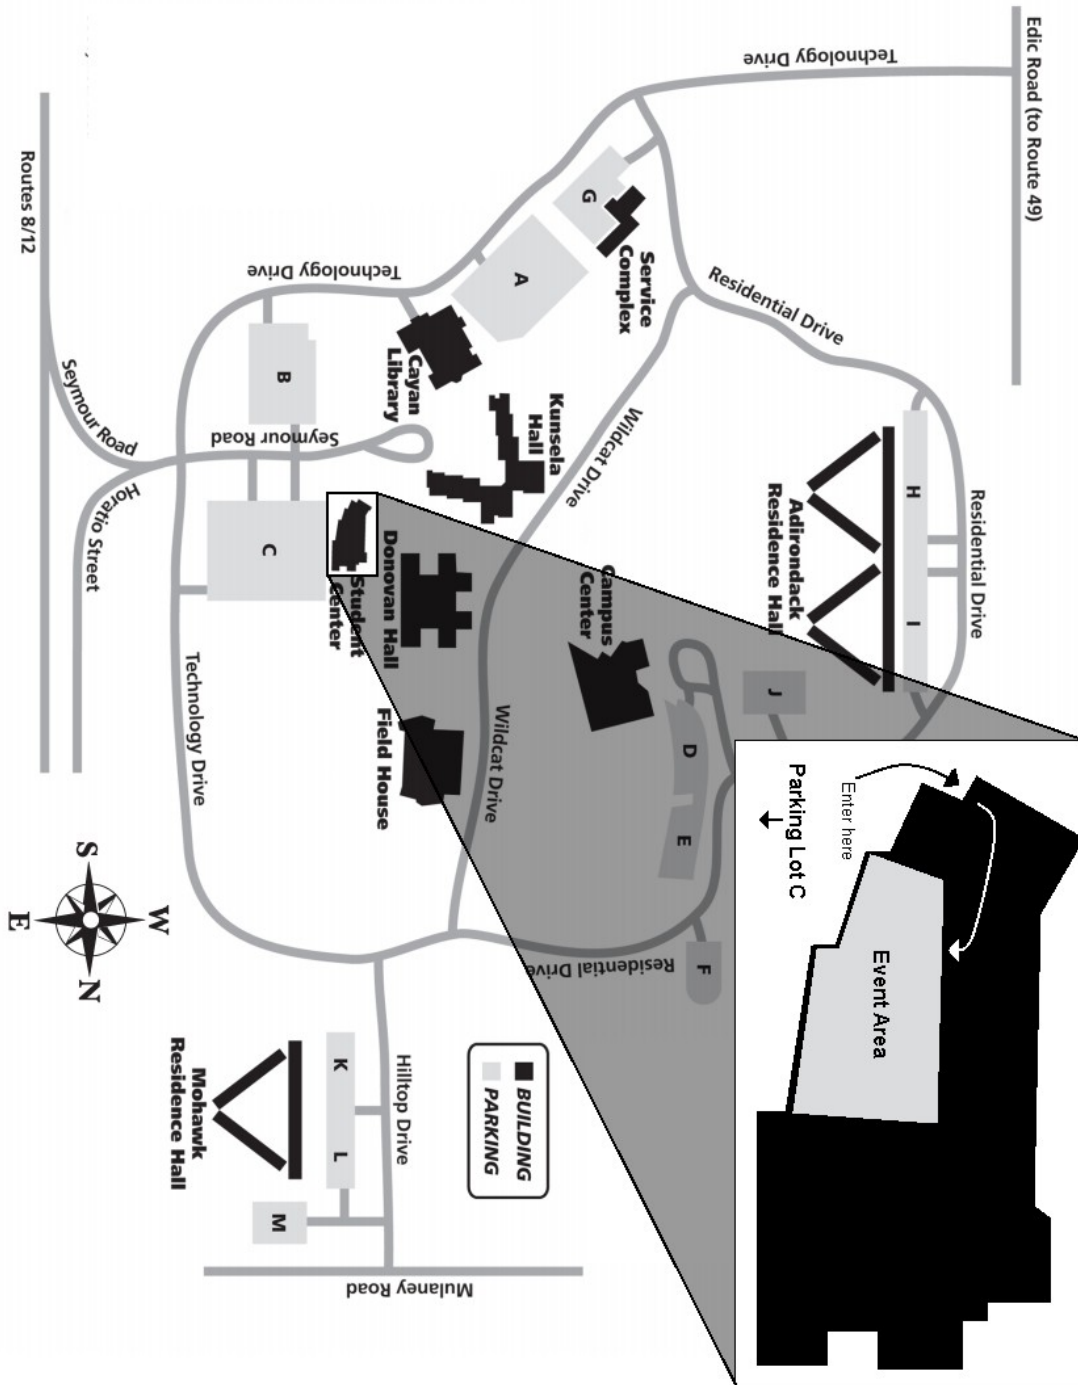 Edic Road (to Route 49)
Technology Drive
Routes 8/12
G
Service
Complex
A
Technology Drive
Residential Drive
Cayan
Library
B
Seymour Road
Seymour Road
Horatio Street
Kunsela
Hall
Wildcat Drive
H
I
Adirondack
Residence Hall
Residential Drive
C
Student
Center
Donovan Hall
Campus
Center
J
D
E
Technology Drive
Field House
Wildcat Drive
Residential Drive
F
Enter here
Parking Lot C
Event Area
S
W
E
N
K
L
Mohawk
Residence Hall
Hilltop Drive
M
BUILDING
PARKING
Mulaney Road